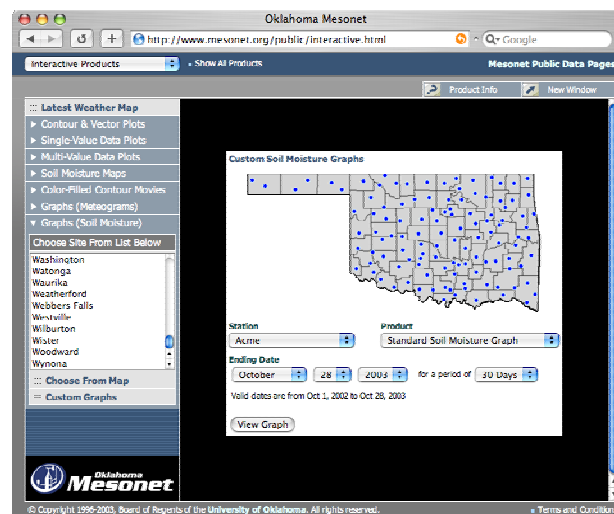 Oklahoma Mesonet
http://www.mesonet.org/public/interactive.html
Google
Interactive Products
Show All Products
Mesonet Public Data Pages
Product Info
New Window
::: Latest Weather Map
Contour & Vector Plots
Single-Value Data Plots
Multi-Value Data Plots
Soil Moisture Maps
Color-Filled Contour Movies
Graphs (Meteograms)
Graphs (Soil Moisture)
Choose Site From List Below
Washington
Watonga
Waurika
Weatherford
Webbers Falls
Westville
Wilburton
Wister
Woodward
Wynona
::: Choose From Map
Custom Graphs
Custom Soil Moisture Graphs
Station
Product
Acme
Standard Soil Moisture Graph
Ending Date
October 28 2003 for a period of 30 Days
Valid dates are from Oct 1, 2002 to Oct 28, 2003
View Graph
Oklahoma
Mesonet
© Copyright 1996-2003, Board of Regents of the University of Oklahoma. All rights reserved.
Terms and Condition